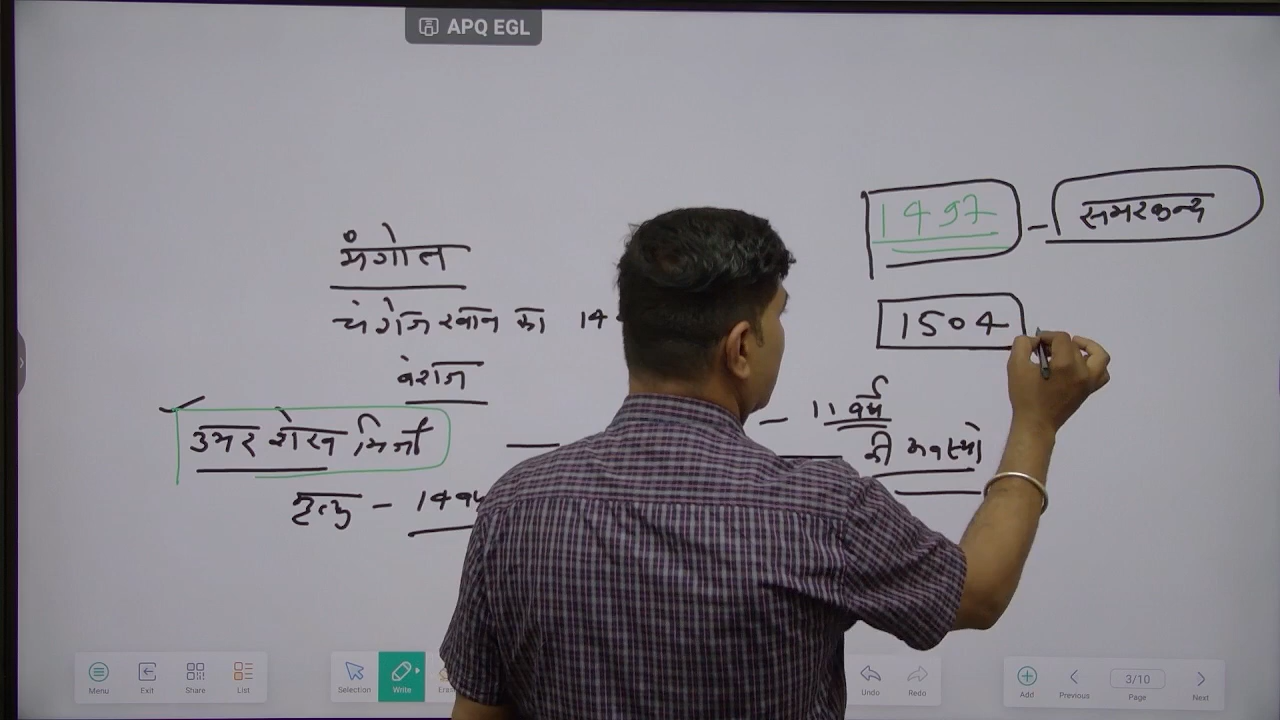 APQ EGL
1497 – समरकन्द
मंगोल
1504
चंगेज खान का 14
वंशज
– 11 वर्ष
उमर शेख मिर्जा
की अवस्था
मृत्यु – 149
Menu
Exit
Share
List
Selection
Write
Undo
Redo
Add
Previous
3/10
Page
Next